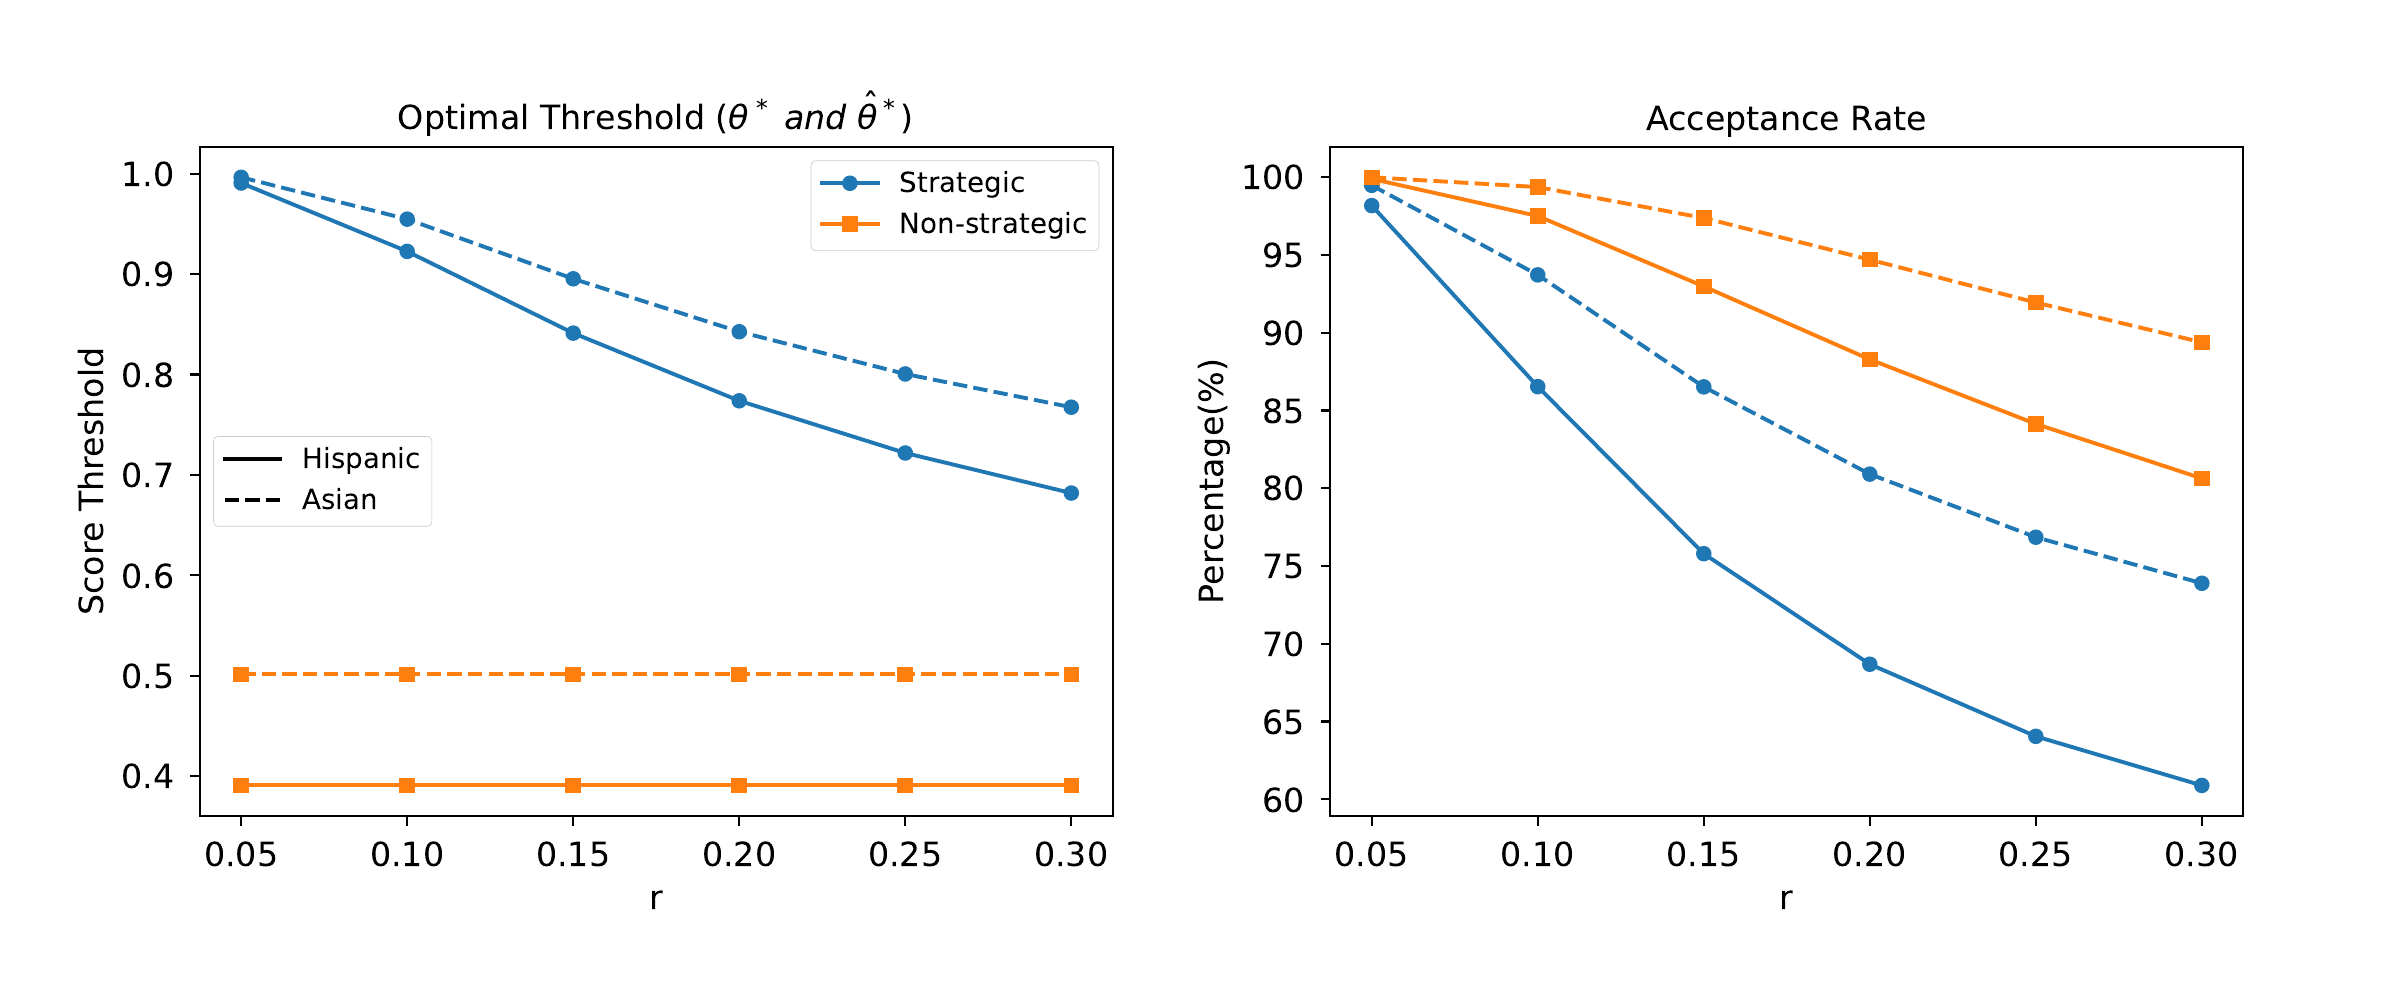 Optimal Threshold (θ* and θ̂*)
1.0
0.9
0.8
0.7
0.6
0.5
0.4
Score Threshold
Strategic
Non-strategic
Hispanic
Asian
0.05 0.10 0.15 0.20 0.25 0.30
r
Acceptance Rate
100
95
90
85
80
75
70
65
60
Percentage(%)
0.05 0.10 0.15 0.20 0.25 0.30
r